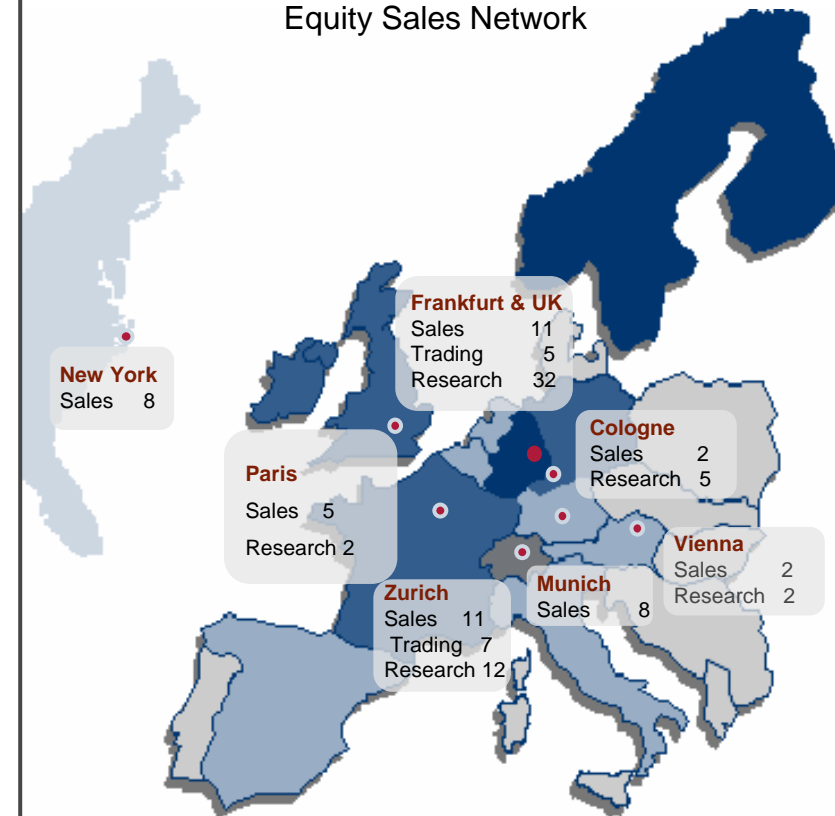 Equity Sales Network
Frankfurt & UK
Sales 11
Trading 5
Research 32
New York
Sales 8
Cologne
Sales 2
Research 5
Paris
Sales 5
Research 2
Vienna
Sales 2
Research 2
Munich
Sales 8
Zurich
Sales 11
Trading 7
Research 12